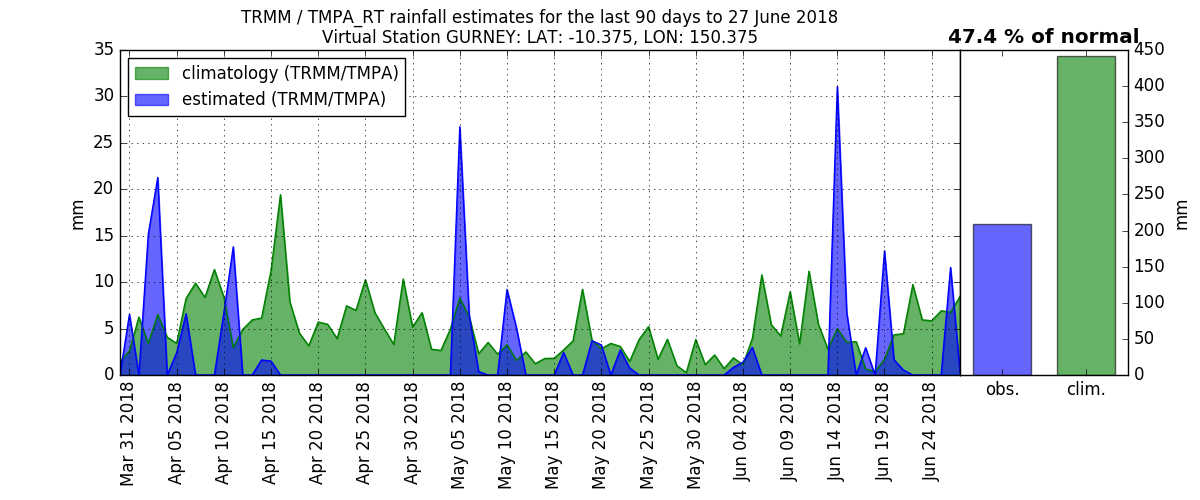 TRMM / TMPA_RT rainfall estimates for the last 90 days to 27 June 2018
Virtual Station GURNEY: LAT: -10.375, LON: 150.375
47.4 % of normal
climatology (TRMM/TMPA)
estimated (TRMM/TMPA)
35
30
25
20
15
10
5
0
mm
Mar 31 2018
Apr 05 2018
Apr 10 2018
Apr 15 2018
Apr 20 2018
Apr 25 2018
Apr 30 2018
May 05 2018
May 10 2018
May 15 2018
May 20 2018
May 25 2018
May 30 2018
Jun 04 2018
Jun 09 2018
Jun 14 2018
Jun 19 2018
Jun 24 2018
obs.
clim.
450
400
350
300
250
200
150
100
50
0
mm